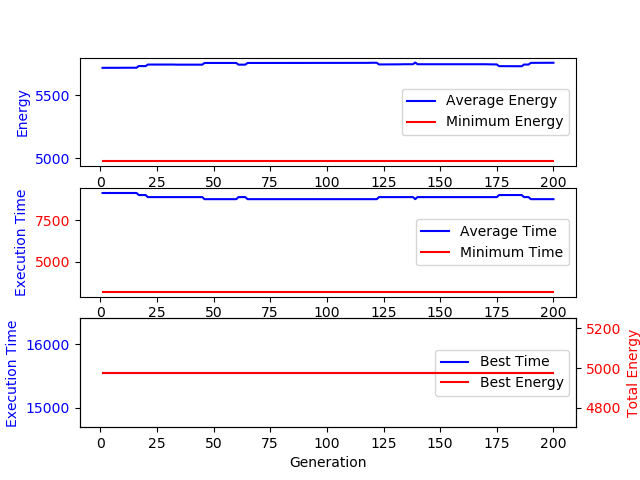 Energy
5500
5000
Average Energy
Minimum Energy
0 25 50 75 100 125 150 175 200
Execution Time
7500
5000
Average Time
Minimum Time
0 25 50 75 100 125 150 175 200
Execution Time
16000
15000
Best Time
Best Energy
5200
5000
4800
Total Energy
0 25 50 75 100 125 150 175 200
Generation